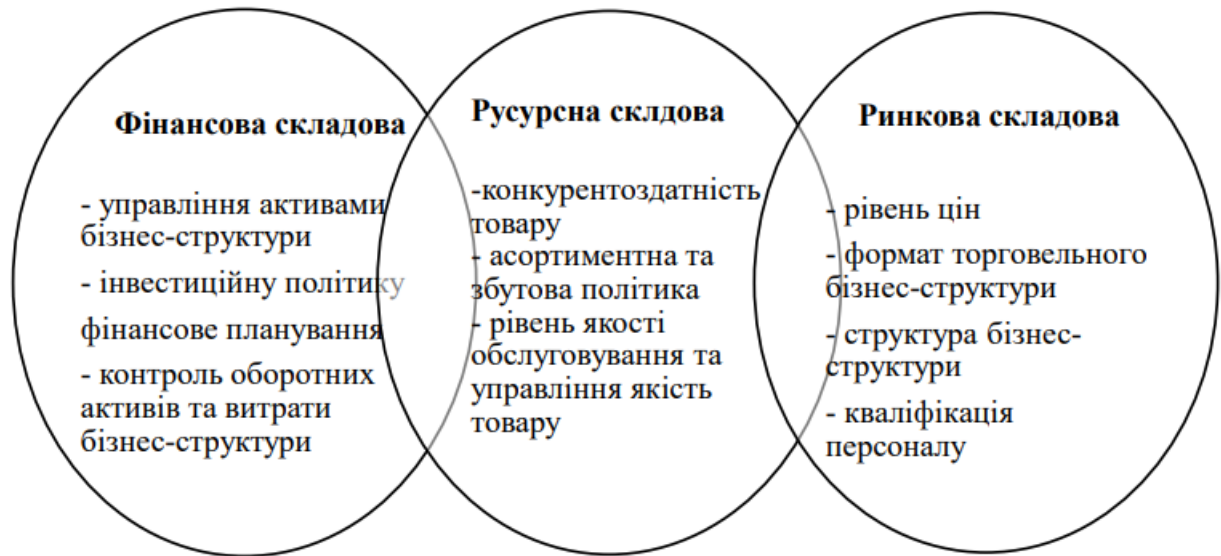 Фінансова складова
- управління активами
бізнес-структури
- інвестиційну політику
фінансове планування
- контроль оборотних
активів та витрати
бізнес-структури
Русурсна склдова
-конкурентоздатність
товару
- асортиментна та
збутова політика
- рівень якості
обслуговування та
управління якість
товару
Ринкова складова
- рівень цін
- формат торговельного
бізнес-структури
- структура бізнес-
структури
- кваліфікація
персоналу